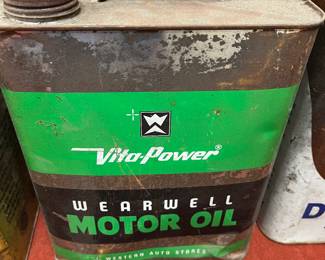 W
Vita-Power®
WEARWELL
MOTOR OIL
WESTERN AUTO STORES
D